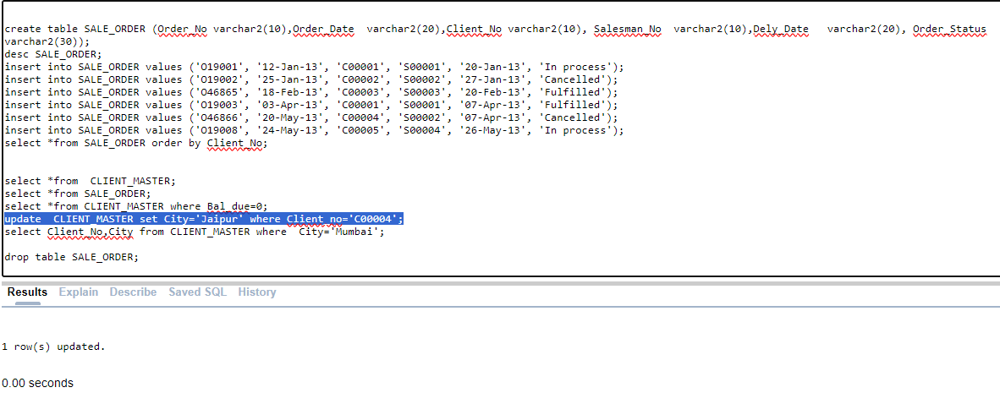 create table SALE_ORDER (Order_No varchar2(10),Order_Date  varchar2(20),Client_No varchar2(10), Salesman_No  varchar2(10),Dely_Date   varchar2(20), Order_Status
varchar2(30));
desc SALE_ORDER;
insert into SALE_ORDER values ('O19001', '12-Jan-13', 'C00001', 'S00001', '20-Jan-13', 'In process');
insert into SALE_ORDER values ('O19002', '25-Jan-13', 'C00002', 'S00002', '27-Jan-13', 'Cancelled');
insert into SALE_ORDER values ('O46865', '18-Feb-13', 'C00003', 'S00003', '20-Feb-13', 'Fulfilled');
insert into SALE_ORDER values ('O19003', '03-Apr-13', 'C00001', 'S00001', '07-Apr-13', 'Fulfilled');
insert into SALE_ORDER values ('O46866', '20-May-13', 'C00004', 'S00002', '07-Apr-13', 'Cancelled');
insert into SALE_ORDER values ('O19008', '24-May-13', 'C00005', 'S00004', '26-May-13', 'In process');
select *from SALE_ORDER order by Client_No;
select *from  CLIENT_MASTER;
select *from SALE_ORDER;
select *from CLIENT_MASTER where Bal_due=0;
update  CLIENT_MASTER set City='Jaipur' where Client_no='C00004';
select Client_No,City from CLIENT_MASTER where  City='Mumbai';
drop table SALE_ORDER;
Results Explain Describe Saved SQL History
1 row(s) updated.
0.00 seconds